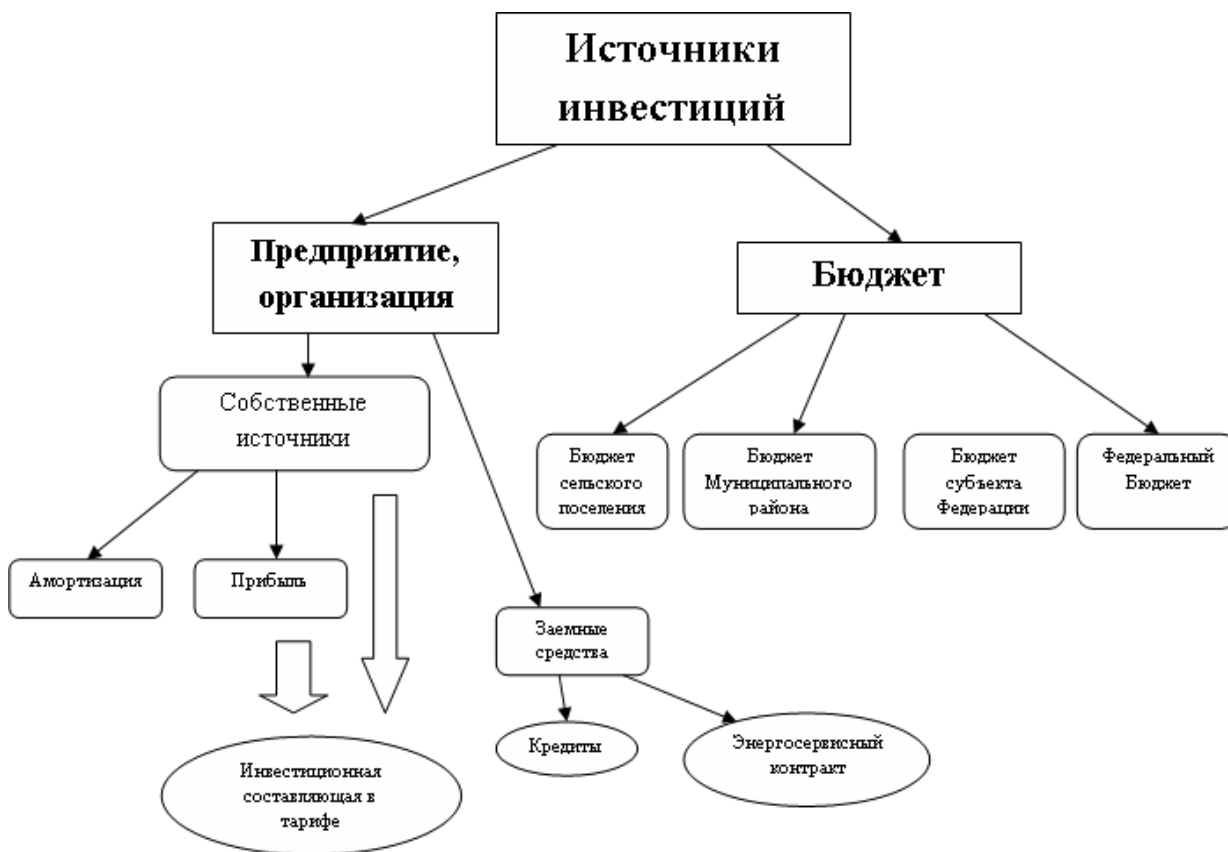 Источники
инвестиций
Предприятие,
организация
Бюджет
Собственные
источники
Бюджет
сельского
поселения
Бюджет
Муниципального
района
Бюджет
субъекта
Федерации
Федеральный
Бюджет
Амортизация
Прибыль
Заемные
средства
Кредиты
Энергосервисный
контракт
Инвестиционная
составляющая в
тарифе